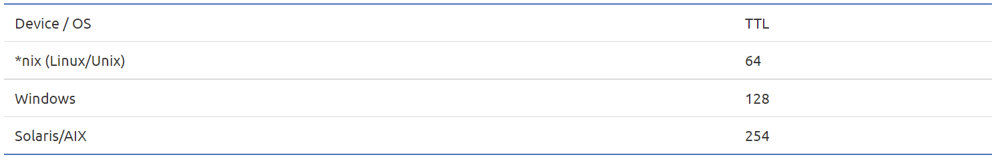 Device / OS TTL
*nix (Linux/Unix) 64
Windows 128
Solaris/AIX 254